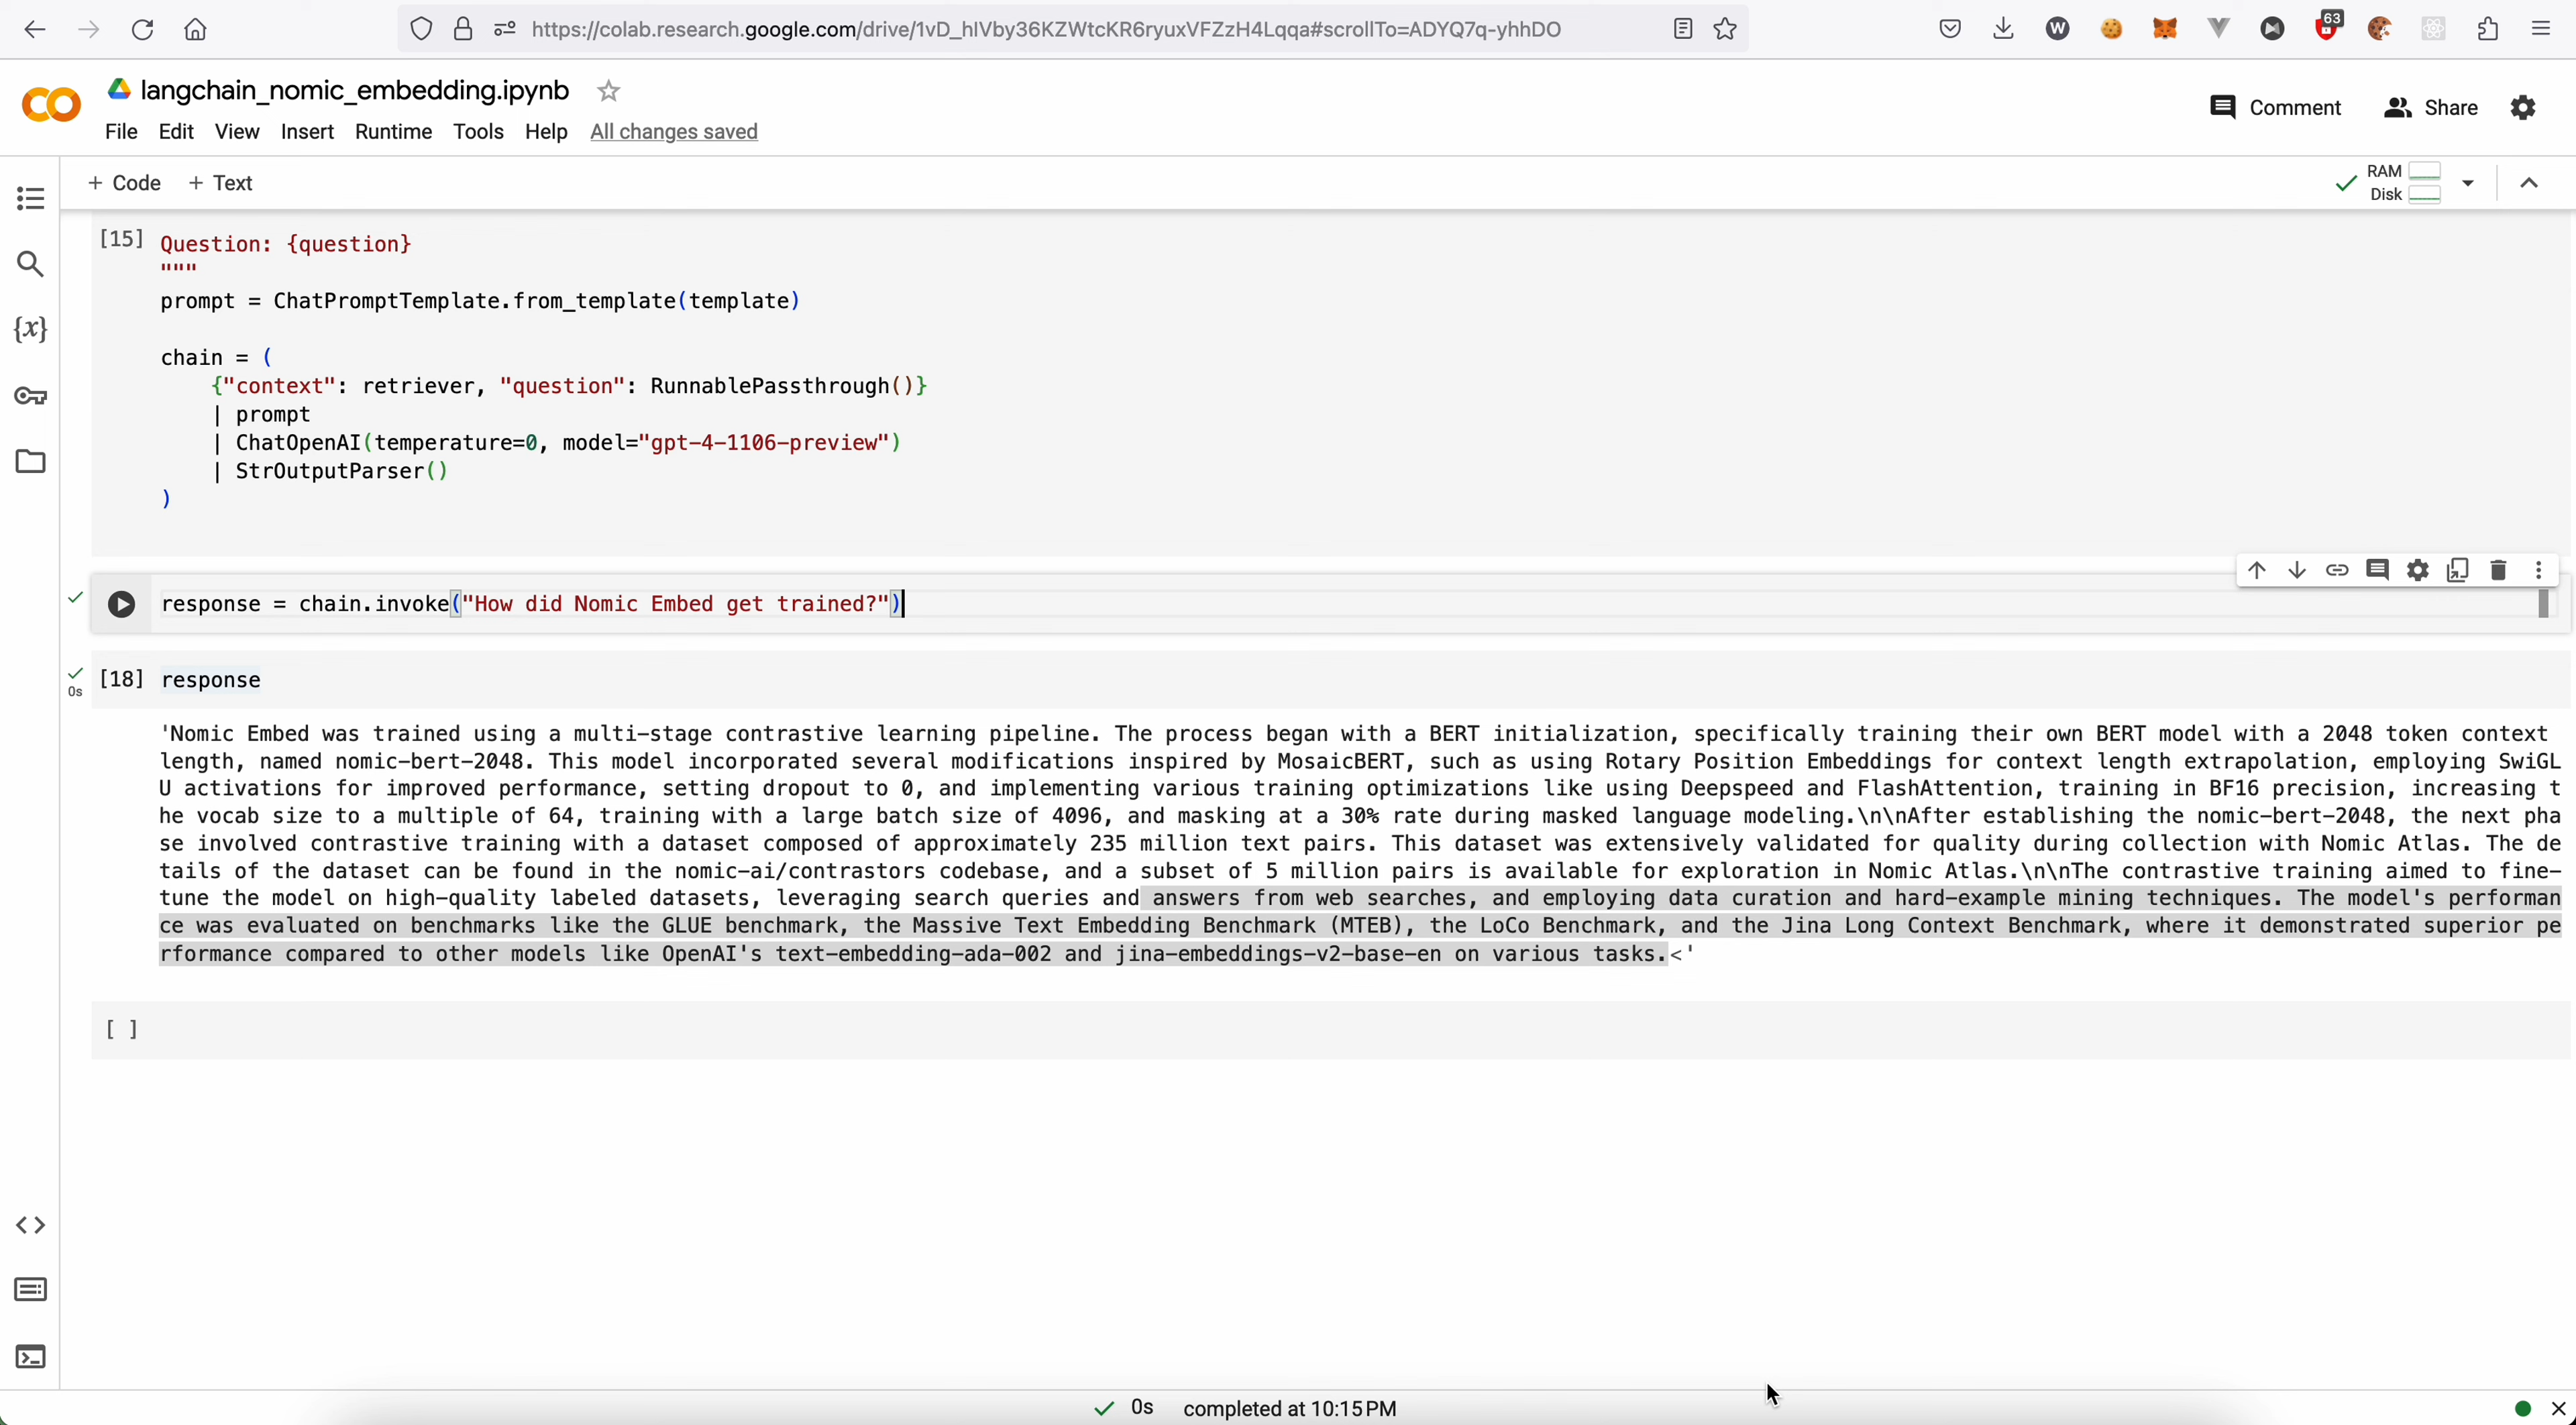 https://colab.research.google.com/drive/1vD_hlVby36KZWtcKR6ryuxVFZzH4Lqqa#scrollTo=ADYQ7q-yhhDO
W
63
langchain_nomic_embedding.ipynb
File Edit View Insert Runtime Tools Help All changes saved
Comment
Share
+ Code + Text
RAM
Disk
{x}
[15] Question: {question}
"""
prompt = ChatPromptTemplate.from_template(template)
chain = (
{"context": retriever, "question": RunnablePassthrough()}
| prompt
| ChatOpenAI(temperature=0, model="gpt-4-1106-preview")
| StrOutputParser()
)
response = chain.invoke("How did Nomic Embed get trained?")
[18] response
0s
'Nomic Embed was trained using a multi-stage contrastive learning pipeline. The process began with a BERT initialization, specifically training their own BERT model with a 2048 token context
length, named nomic-bert-2048. This model incorporated several modifications inspired by MosaicBERT, such as using Rotary Position Embeddings for context length extrapolation, employing SwiGL
U activations for improved performance, setting dropout to 0, and implementing various training optimizations like using Deepspeed and FlashAttention, training in BF16 precision, increasing t
he vocab size to a multiple of 64, training with a large batch size of 4096, and masking at a 30% rate during masked language modeling.\n\nAfter establishing the nomic-bert-2048, the next pha
se involved contrastive training with a dataset composed of approximately 235 million text pairs. This dataset was extensively validated for quality during collection with Nomic Atlas. The de
tails of the dataset can be found in the nomic-ai/contrastors codebase, and a subset of 5 million pairs is available for exploration in Nomic Atlas.\n\nThe contrastive training aimed to fine-
tune the model on high-quality labeled datasets, leveraging search queries and answers from web searches, and employing data curation and hard-example mining techniques. The model's performan
ce was evaluated on benchmarks like the GLUE benchmark, the Massive Text Embedding Benchmark (MTEB), the LoCo Benchmark, and the Jina Long Context Benchmark, where it demonstrated superior pe
rformance compared to other models like OpenAI's text-embedding-ada-002 and jina-embeddings-v2-base-en on various tasks.<'
[ ]
0s completed at 10:15 PM